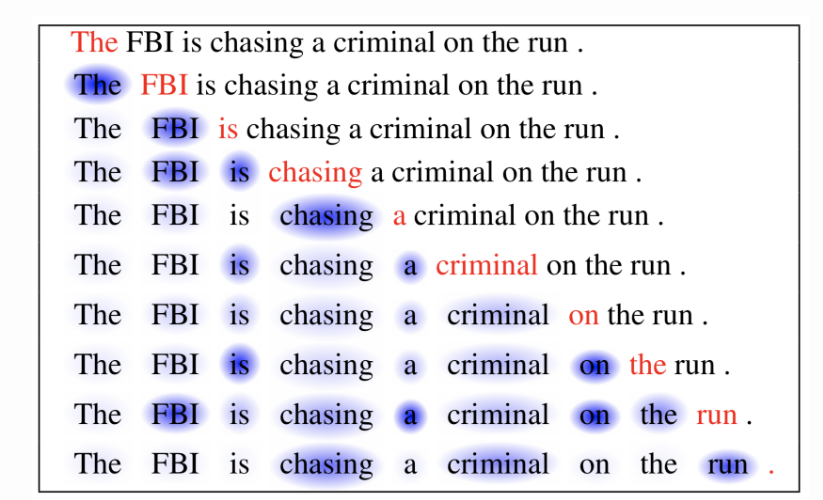 The FBI is chasing a criminal on the run .
The FBI is chasing a criminal on the run .
The FBI is chasing a criminal on the run .
The FBI is chasing a criminal on the run .
The FBI is chasing a criminal on the run .
The FBI is chasing a criminal on the run .
The FBI is chasing a criminal on the run .
The FBI is chasing a criminal on the run .
The FBI is chasing a criminal on the run .
The FBI is chasing a criminal on the run .